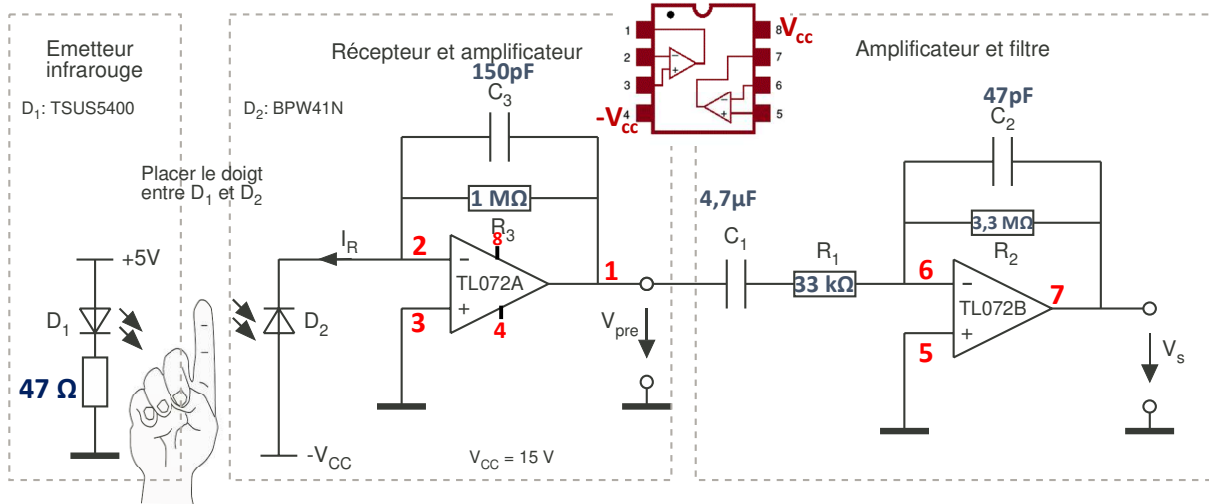 Emetteur
infrarouge
D1: TSUS5400
Placer le doigt
entre D1 et D2
+5V
D1
47 Ω
Récepteur et amplificateur
D2: BPW41N
150pF
C3
1 MΩ
R3
IR
2
8
TL072A
1
3
4
D2
Vpre
-VCC
VCC = 15 V
1
2
3
4
-Vcc
8
Vcc
7
6
5
−
+
−
+
Amplificateur et filtre
47pF
C2
4,7µF
C1
R1
33 kΩ
3,3 MΩ
R2
6
−
TL072B
7
5
+
Vs
−
+